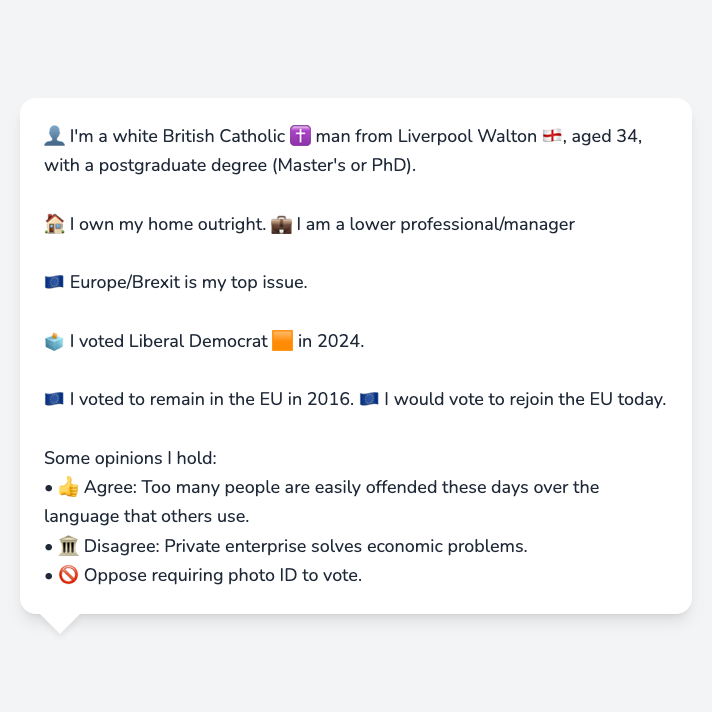 👤 I'm a white British Catholic ✝️ man from Liverpool Walton 🏴󠁧󠁢󠁥󠁮󠁧󠁿, aged 34,
with a postgraduate degree (Master's or PhD).
🏠 I own my home outright. 💼 I am a lower professional/manager
🇪🇺 Europe/Brexit is my top issue.
🗳️ I voted Liberal Democrat 🟧 in 2024.
🇪🇺 I voted to remain in the EU in 2016. 🇪🇺 I would vote to rejoin the EU today.
Some opinions I hold:
• 👍 Agree: Too many people are easily offended these days over the
language that others use.
• 🏛️ Disagree: Private enterprise solves economic problems.
• 🚫 Oppose requiring photo ID to vote.